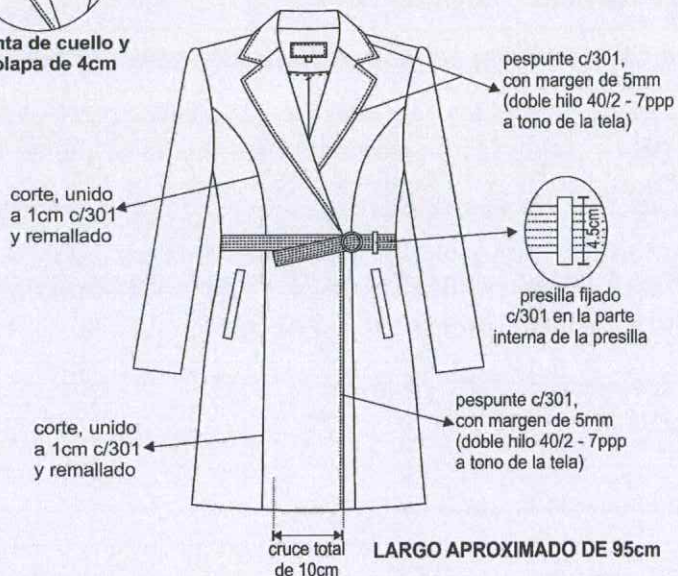 nta de cuello y
olapa de 4cm
pespunte c/301,
con margen de 5mm
(doble hilo 40/2 - 7ppp
a tono de la tela)
corte, unido
a 1cm c/301
y remallado
4.5cm
presilla fijado
c/301 en la parte
interna de la presilla
corte, unido
a 1cm c/301
y remallado
pespunte c/301,
con margen de 5mm
(doble hilo 40/2 - 7ppp
a tono de la tela)
cruce total
de 10cm
LARGO APROXIMADO DE 95cm